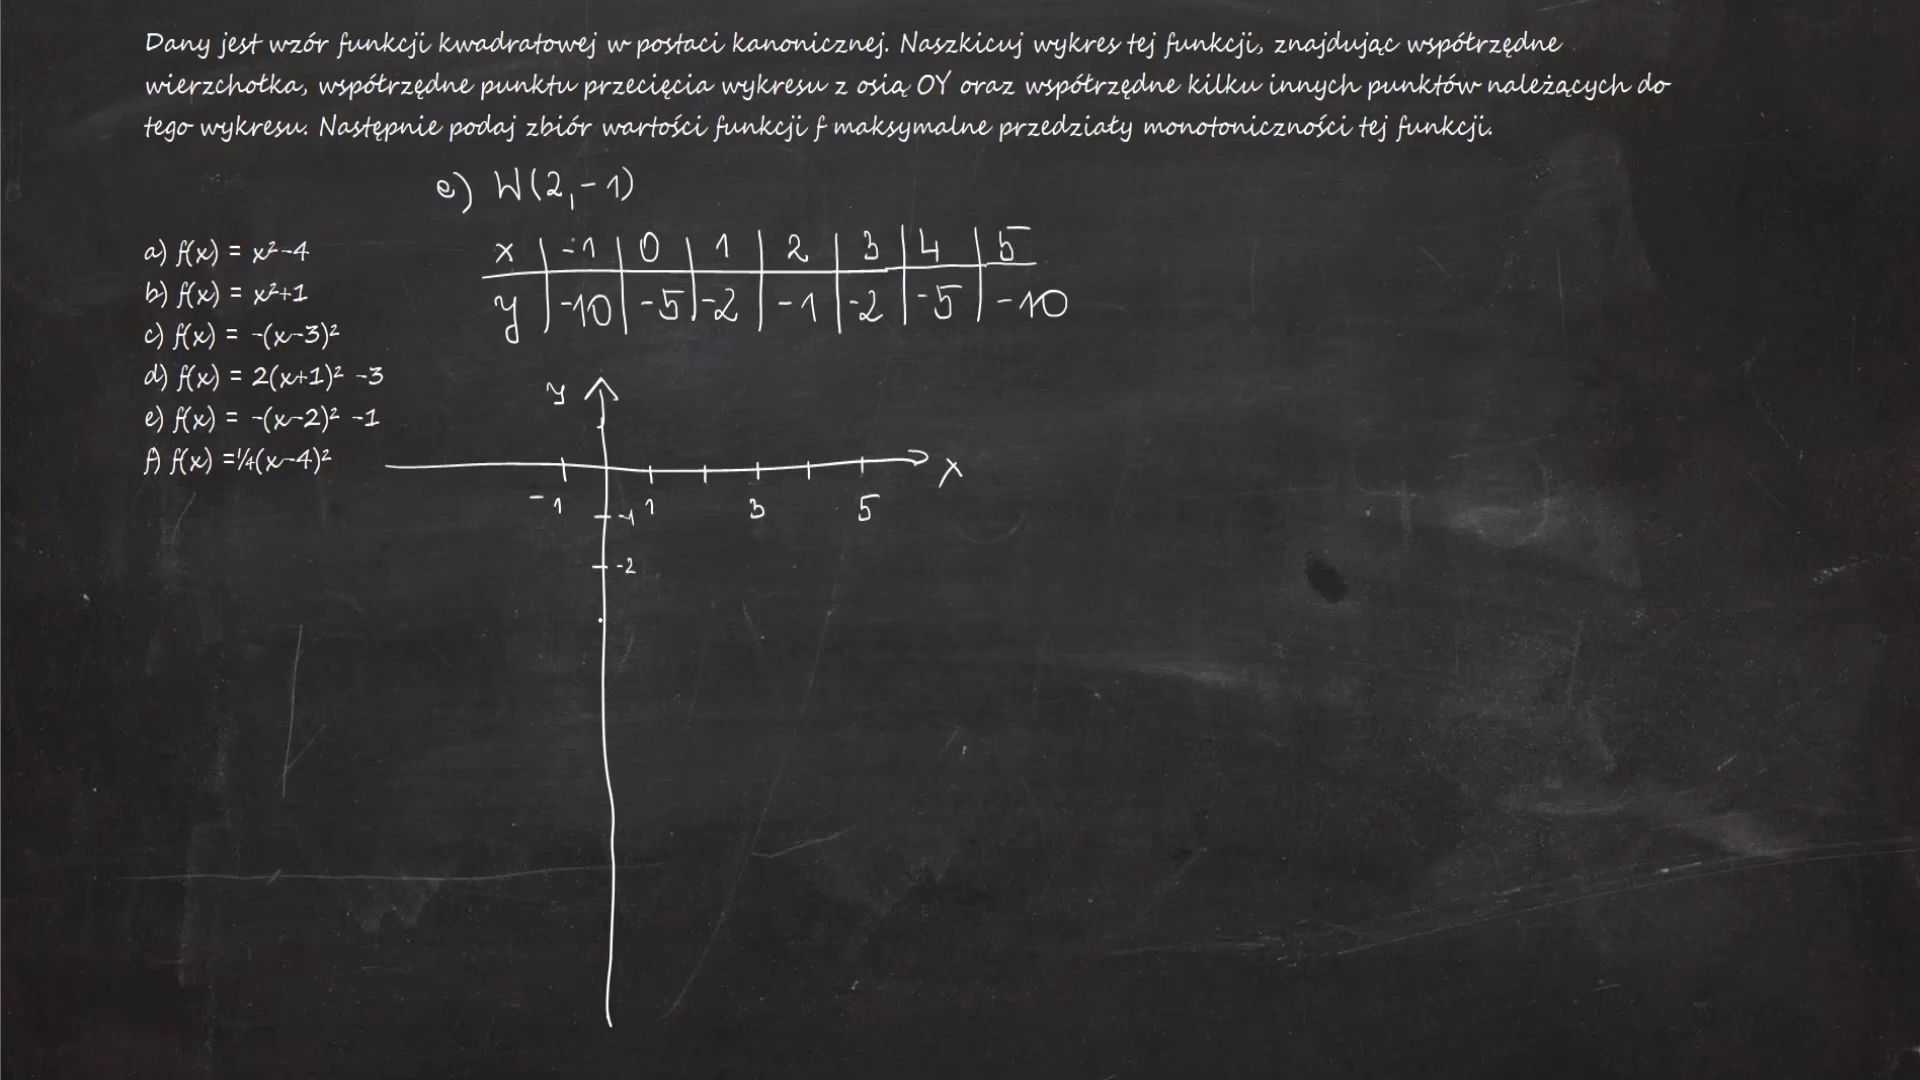 Dany jest wzór funkcji kwadratowej w postaci kanonicznej. Naszkicuj wykres tej funkcji, znajdując współrzędne
wierzchołka, współrzędne punktu przecięcia wykresu z osią OY oraz współrzędne kilku innych punktów należących do
tego wykresu. Następnie podaj zbiór wartości funkcji f maksymalne przedziały monotoniczności tej funkcji.
e) W(2,-1)
a) f(x) = x²-4
b) f(x) = x²+1
c) f(x) = -(x-3)²
d) f(x) = 2(x+1)² -3
e) f(x) = -(x-2)² -1
f) f(x) =¼(x-4)²
x | -1 | 0 | 1 | 2 | 3 | 4 | 5
y | -10 | -5 | -2 | -1 | -2 | -5 | -10
y
x
-1 1 3 5
-1
-2